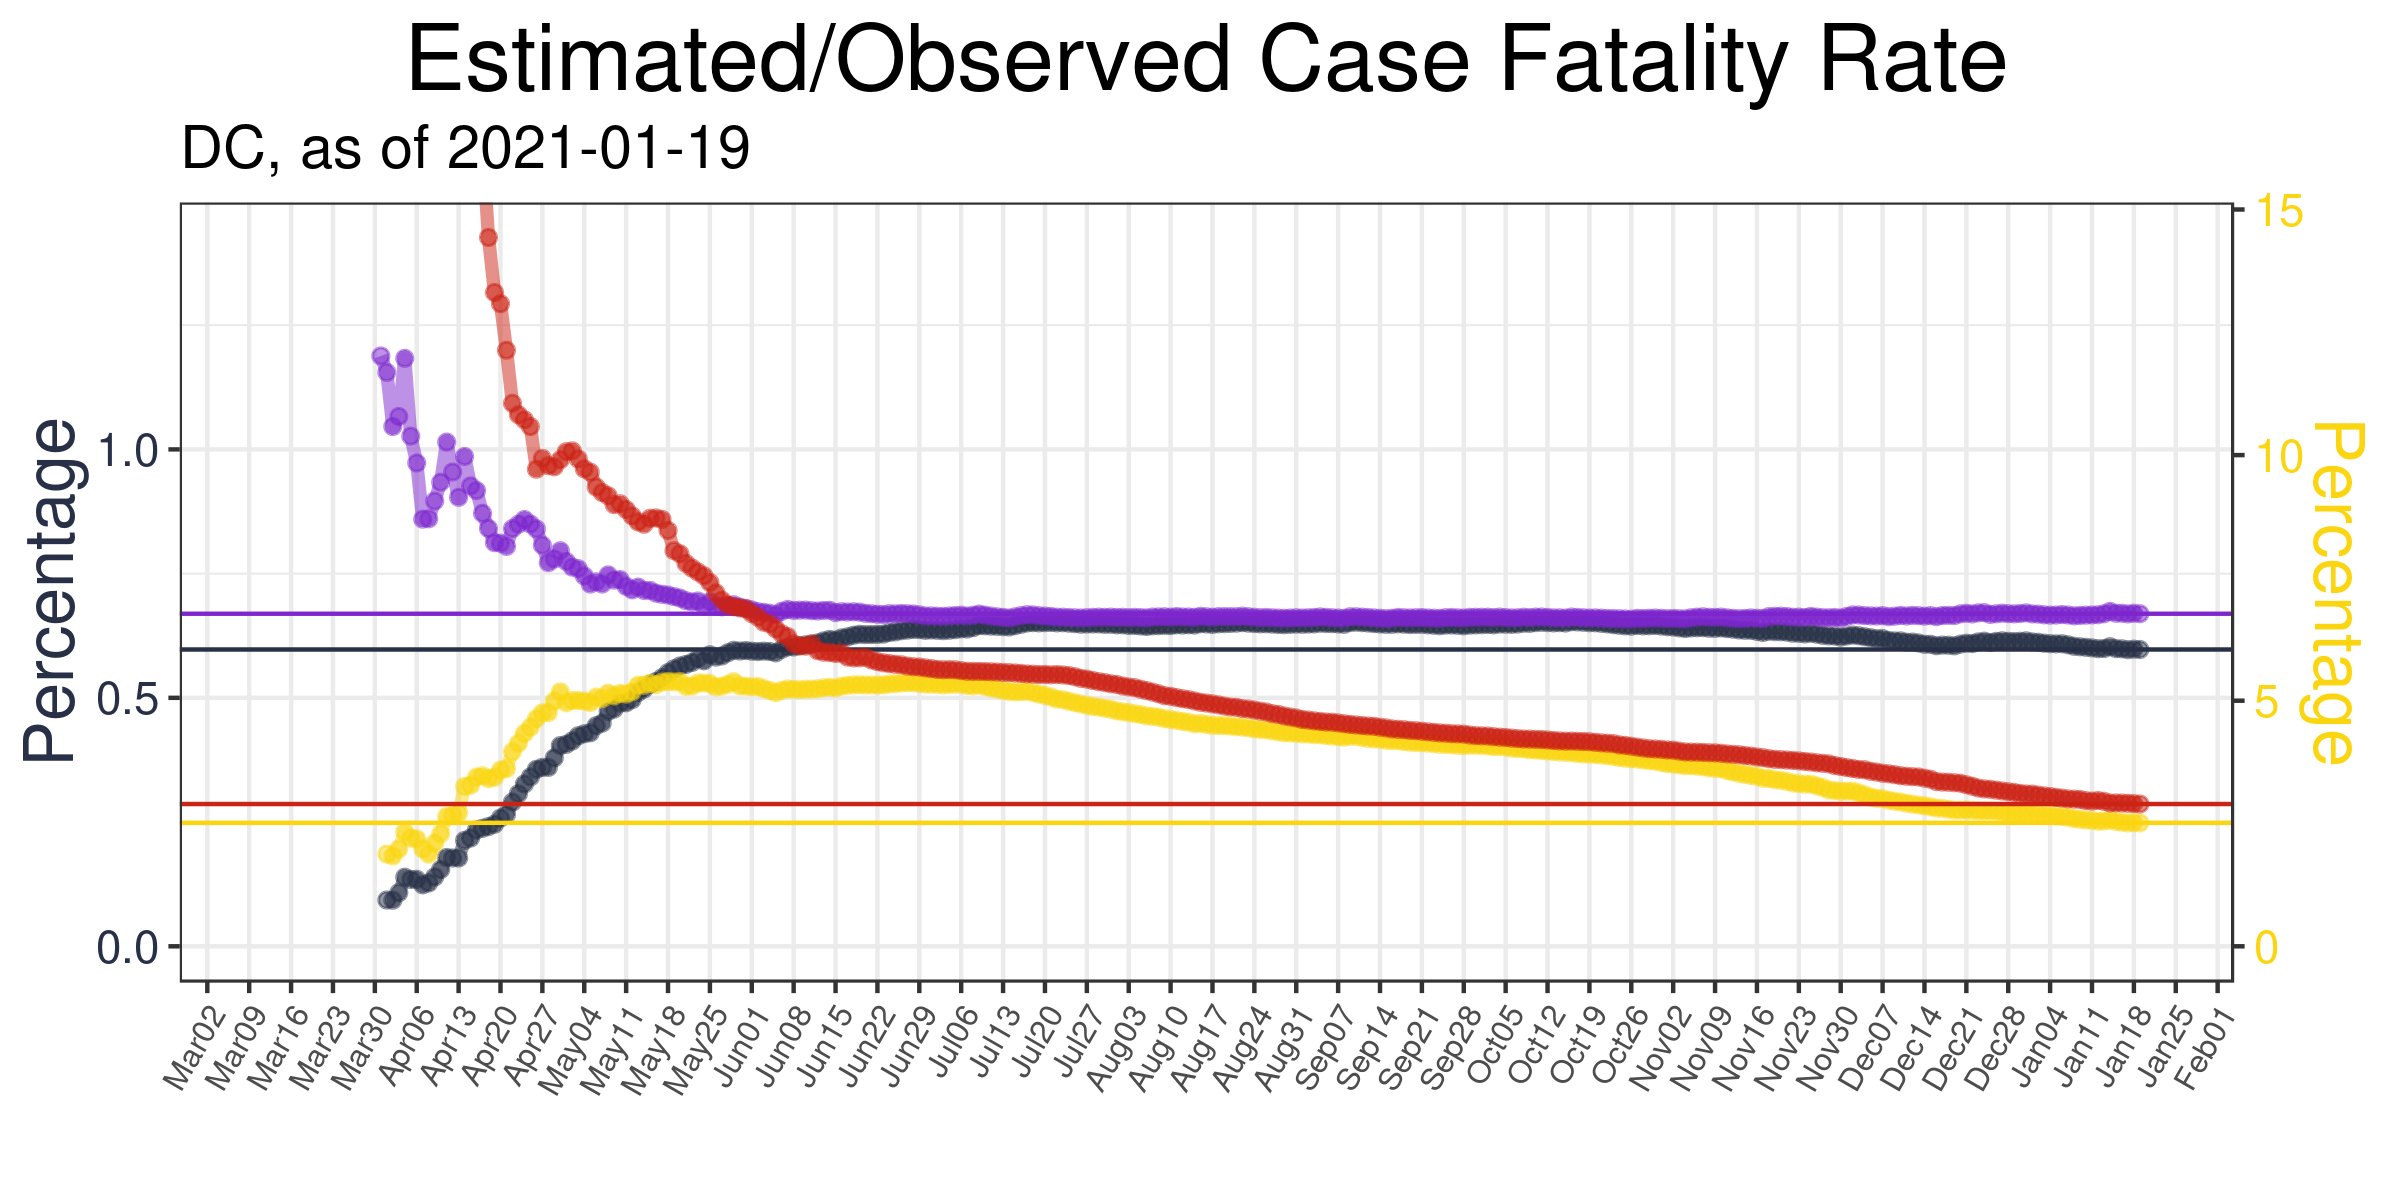 Estimated/Observed Case Fatality Rate
DC, as of 2021-01-19
Percentage
1.0
0.5
0.0
15
10
5
0
Percentage
Mar02
Mar09
Mar16
Mar23
Mar30
Apr06
Apr13
Apr20
Apr27
May04
May11
May18
May25
Jun01
Jun08
Jun15
Jun22
Jun29
Jul06
Jul13
Jul20
Jul27
Aug03
Aug10
Aug17
Aug24
Aug31
Sep07
Sep14
Sep21
Sep28
Oct05
Oct12
Oct19
Oct26
Nov02
Nov09
Nov16
Nov23
Nov30
Dec07
Dec14
Dec21
Dec28
Jan04
Jan11
Jan18
Jan25
Feb01